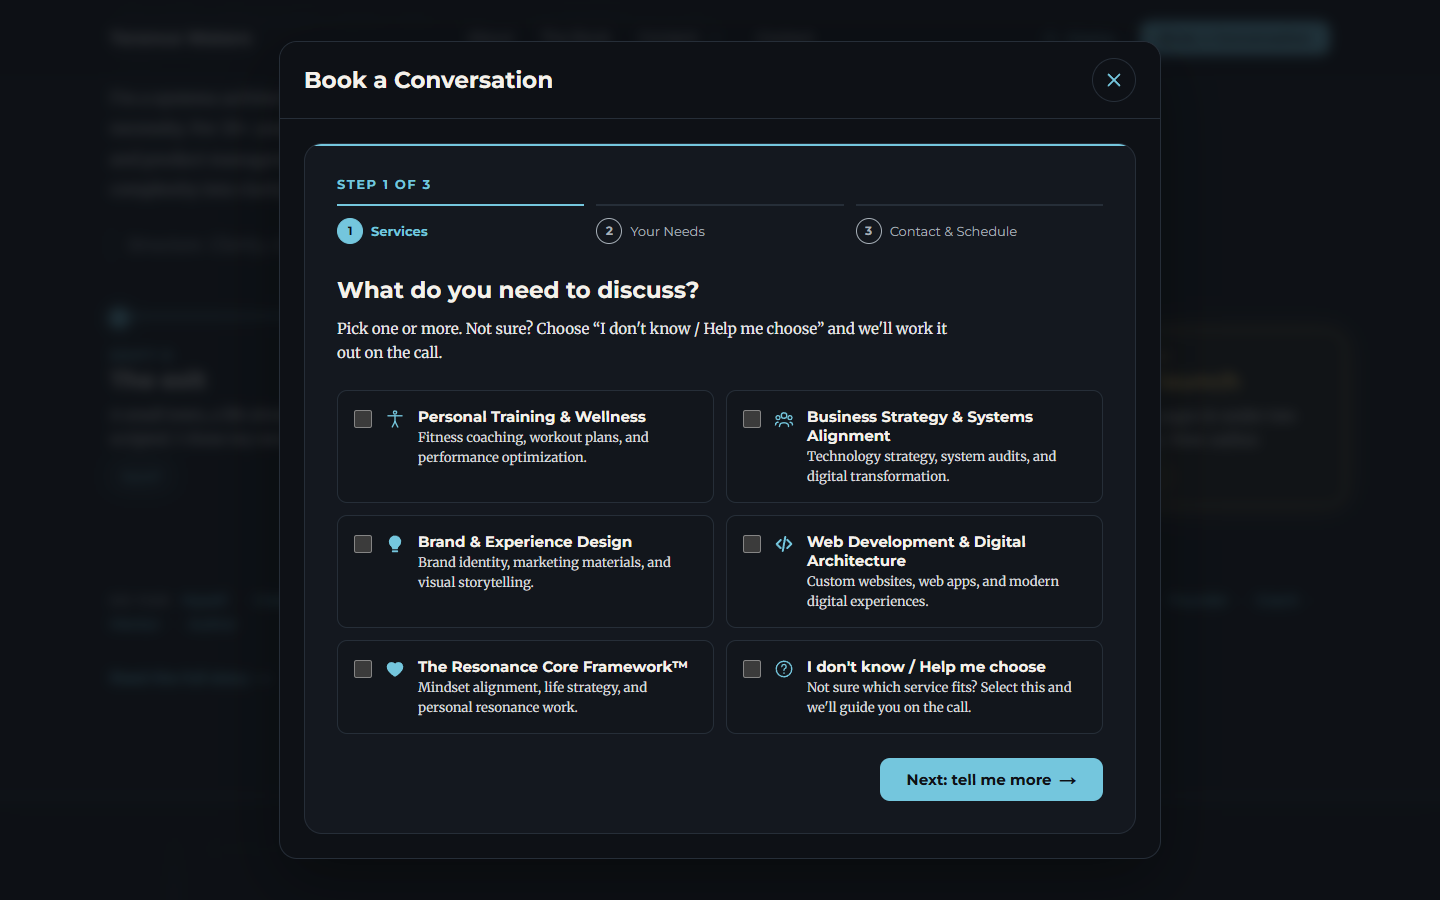 Book a Conversation
STEP 1 OF 3
1 Services
2 Your Needs
3 Contact & Schedule
What do you need to discuss?
Pick one or more. Not sure? Choose “I don't know / Help me choose” and we'll work it
out on the call.
Personal Training & Wellness
Fitness coaching, workout plans, and
performance optimization.
Business Strategy & Systems
Alignment
Technology strategy, system audits, and
digital transformation.
Brand & Experience Design
Brand identity, marketing materials, and
visual storytelling.
Web Development & Digital
Architecture
Custom websites, web apps, and modern
digital experiences.
The Resonance Core Framework™
Mindset alignment, life strategy, and
personal resonance work.
I don't know / Help me choose
Not sure which service fits? Select this and
we'll guide you on the call.
Next: tell me more →